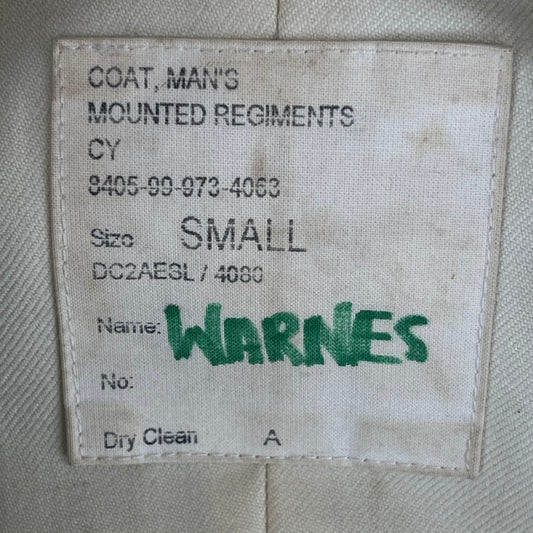 COAT, MAN'S
MOUNTED REGIMENTS
CY
8405-99-973-4063
Size SMALL
DC2AESL / 4080
Name: WARNES
No:
Dry Clean A